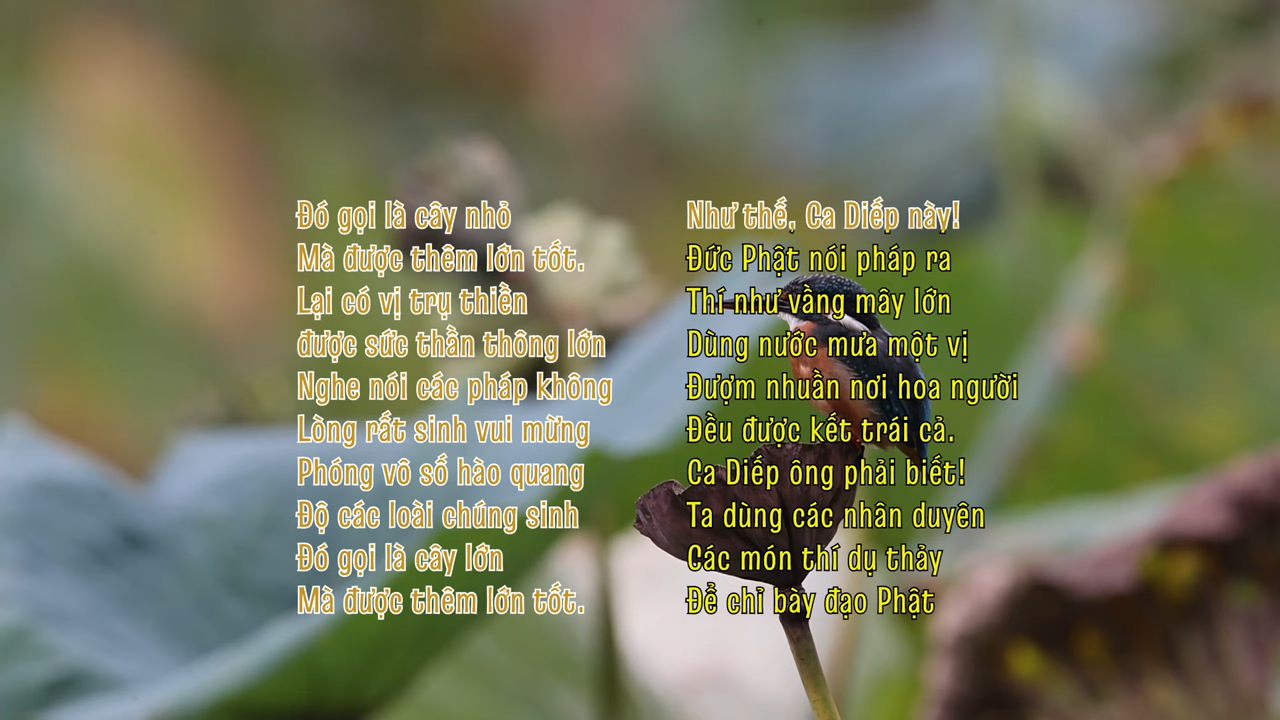 Đó gọi là cây nhỏ
Mà được thêm lớn tốt.
Lại có vị trụ thiền
được sức thần thông lớn
Nghe nói các pháp không
Lòng rất sinh vui mừng
Phóng vô số hào quang
Độ các loài chúng sinh
Đó gọi là cây lớn
Mà được thêm lớn tốt.
Như thế, Ca Diếp này!
Đức Phật nói pháp ra
Thí như vầng mây lớn
Dùng nước mưa một vị
Đượm nhuần nơi hoa người
Đều được kết trái cả.
Ca Diếp ông phải biết!
Ta dùng các nhân duyên
Các món thí dụ thảy
Để chỉ bày đạo Phật